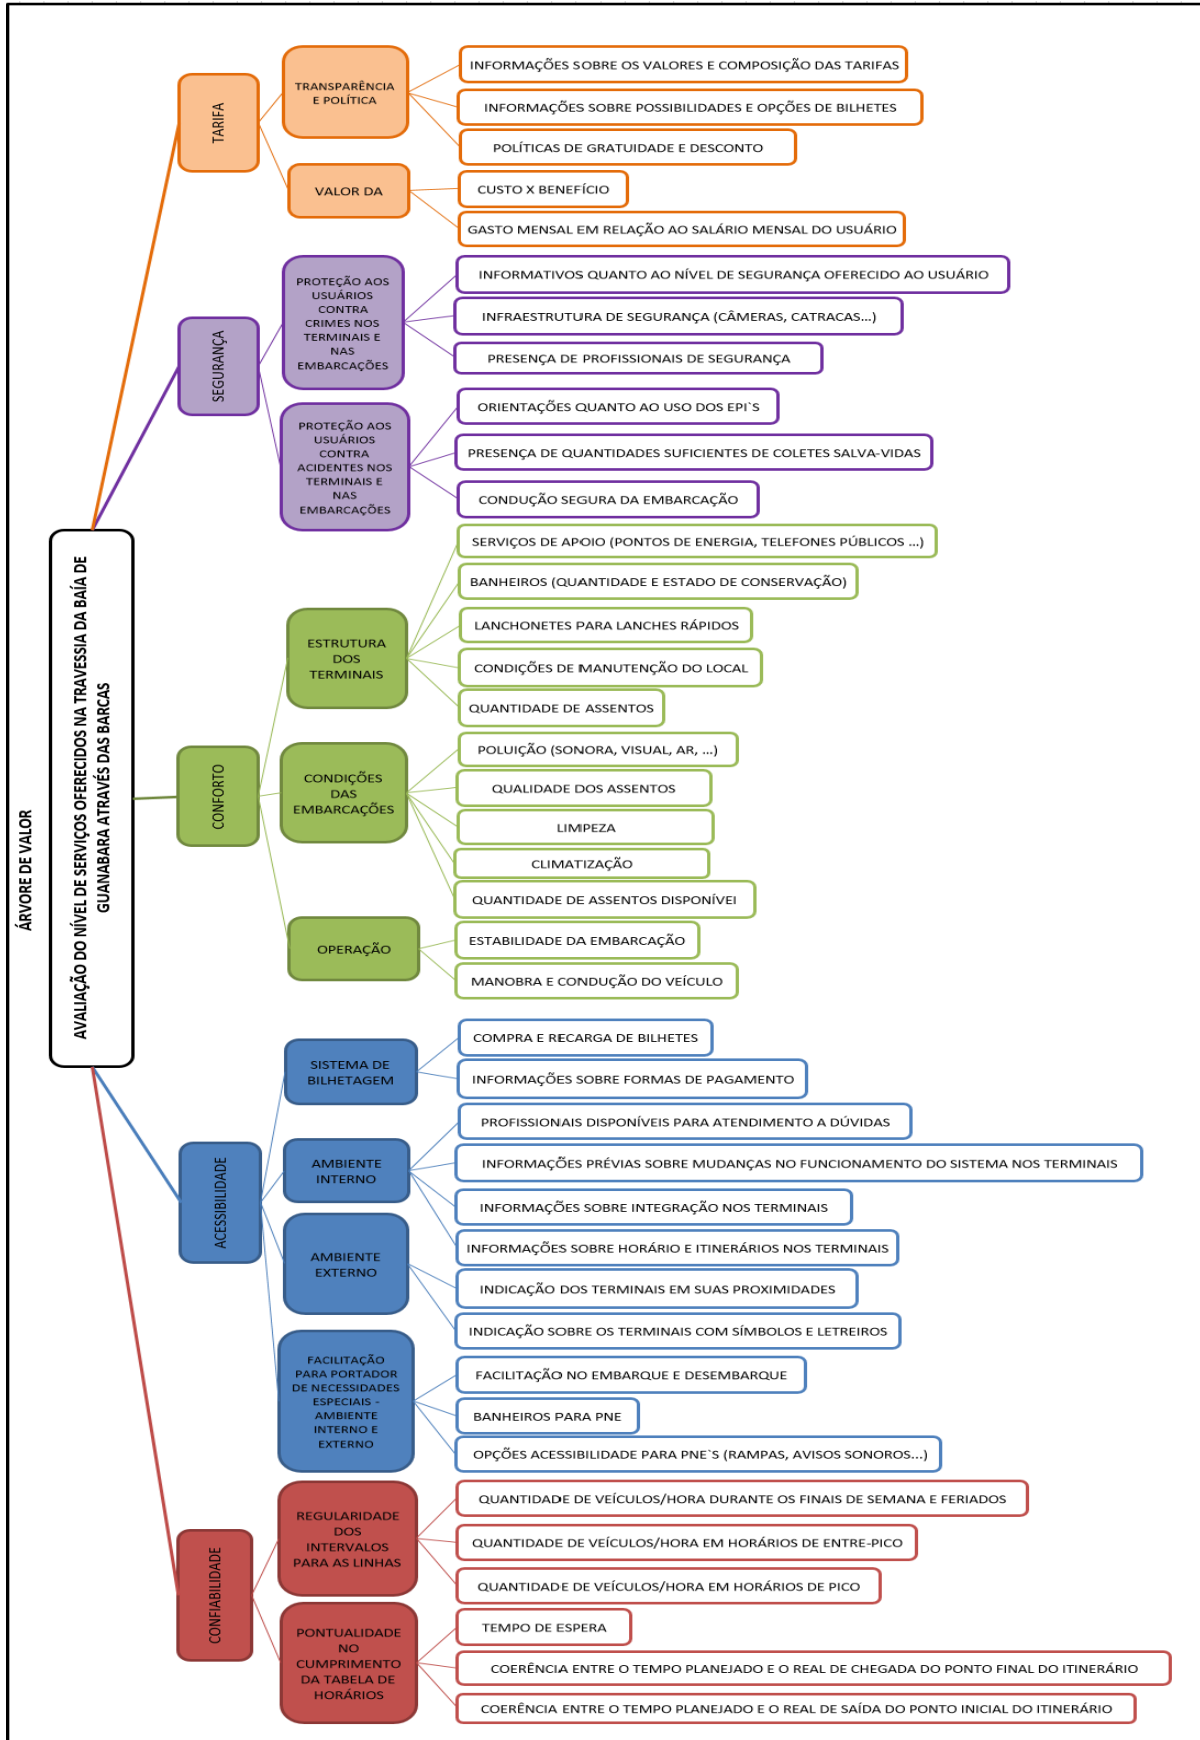 ÁRVORE DE VALOR
AVALIAÇÃO DO NÍVEL DE SERVIÇOS OFERECIDOS NA TRAVESSIA DA BAÍA DE
GUANABARA ATRAVÉS DAS BARCAS
TARIFA
TRANSPARÊNCIA
E POLÍTICA
INFORMAÇÕES SOBRE OS VALORES E COMPOSIÇÃO DAS TARIFAS
INFORMAÇÕES SOBRE POSSIBILIDADES E OPÇÕES DE BILHETES
POLÍTICAS DE GRATUIDADE E DESCONTO
VALOR DA
CUSTO X BENEFÍCIO
GASTO MENSAL EM RELAÇÃO AO SALÁRIO MENSAL DO USUÁRIO
SEGURANÇA
PROTEÇÃO AOS
USUÁRIOS
CONTRA
CRIMES NOS
TERMINAIS E
NAS
EMBARCAÇÕES
INFORMATIVOS QUANTO AO NÍVEL DE SEGURANÇA OFERECIDO AO USUÁRIO
INFRAESTRUTURA DE SEGURANÇA (CÂMERAS, CATRACAS...)
PRESENÇA DE PROFISSIONAIS DE SEGURANÇA
PROTEÇÃO AOS
USUÁRIOS
CONTRA
ACIDENTES NOS
TERMINAIS E
NAS
EMBARCAÇÕES
ORIENTAÇÕES QUANTO AO USO DOS EPI`S
PRESENÇA DE QUANTIDADES SUFICIENTES DE COLETES SALVA-VIDAS
CONDUÇÃO SEGURA DA EMBARCAÇÃO
CONFORTO
ESTRUTURA
DOS
TERMINAIS
SERVIÇOS DE APOIO (PONTOS DE ENERGIA, TELEFONES PÚBLICOS ...)
BANHEIROS (QUANTIDADE E ESTADO DE CONSERVAÇÃO)
LANCHONETES PARA LANCHES RÁPIDOS
CONDIÇÕES DE MANUTENÇÃO DO LOCAL
QUANTIDADE DE ASSENTOS
CONDIÇÕES
DAS
EMBARCAÇÕES
POLUIÇÃO (SONORA, VISUAL, AR, ...)
QUALIDADE DOS ASSENTOS
LIMPEZA
CLIMATIZAÇÃO
QUANTIDADE DE ASSENTOS DISPONÍVEI
OPERAÇÃO
ESTABILIDADE DA EMBARCAÇÃO
MANOBRA E CONDUÇÃO DO VEÍCULO
ACESSIBILIDADE
SISTEMA DE
BILHETAGEM
COMPRA E RECARGA DE BILHETES
INFORMAÇÕES SOBRE FORMAS DE PAGAMENTO
AMBIENTE
INTERNO
PROFISSIONAIS DISPONÍVEIS PARA ATENDIMENTO A DÚVIDAS
INFORMAÇÕES PRÉVIAS SOBRE MUDANÇAS NO FUNCIONAMENTO DO SISTEMA NOS TERMINAIS
INFORMAÇÕES SOBRE INTEGRAÇÃO NOS TERMINAIS
INFORMAÇÕES SOBRE HORÁRIO E ITINERÁRIOS NOS TERMINAIS
AMBIENTE
EXTERNO
INDICAÇÃO DOS TERMINAIS EM SUAS PROXIMIDADES
INDICAÇÃO SOBRE OS TERMINAIS COM SÍMBOLOS E LETREIROS
FACILITAÇÃO
PARA PORTADOR
DE NECESSIDADES
ESPECIAIS -
AMBIENTE
INTERNO E
EXTERNO
FACILITAÇÃO NO EMBARQUE E DESEMBARQUE
BANHEIROS PARA PNE
OPÇÕES ACESSIBILIDADE PARA PNE`S (RAMPAS, AVISOS SONOROS...)
CONFIABILIDADE
REGULARIDADE
DOS
INTERVALOS
PARA AS LINHAS
QUANTIDADE DE VEÍCULOS/HORA DURANTE OS FINAIS DE SEMANA E FERIADOS
QUANTIDADE DE VEÍCULOS/HORA EM HORÁRIOS DE ENTRE-PICO
QUANTIDADE DE VEÍCULOS/HORA EM HORÁRIOS DE PICO
PONTUALIDADE
NO
CUMPRIMENTO
DA TABELA DE
HORÁRIOS
TEMPO DE ESPERA
COERÊNCIA ENTRE O TEMPO PLANEJADO E O REAL DE CHEGADA DO PONTO FINAL DO ITINERÁRIO
COERÊNCIA ENTRE O TEMPO PLANEJADO E O REAL DE SAÍDA DO PONTO INICIAL DO ITINERÁRIO